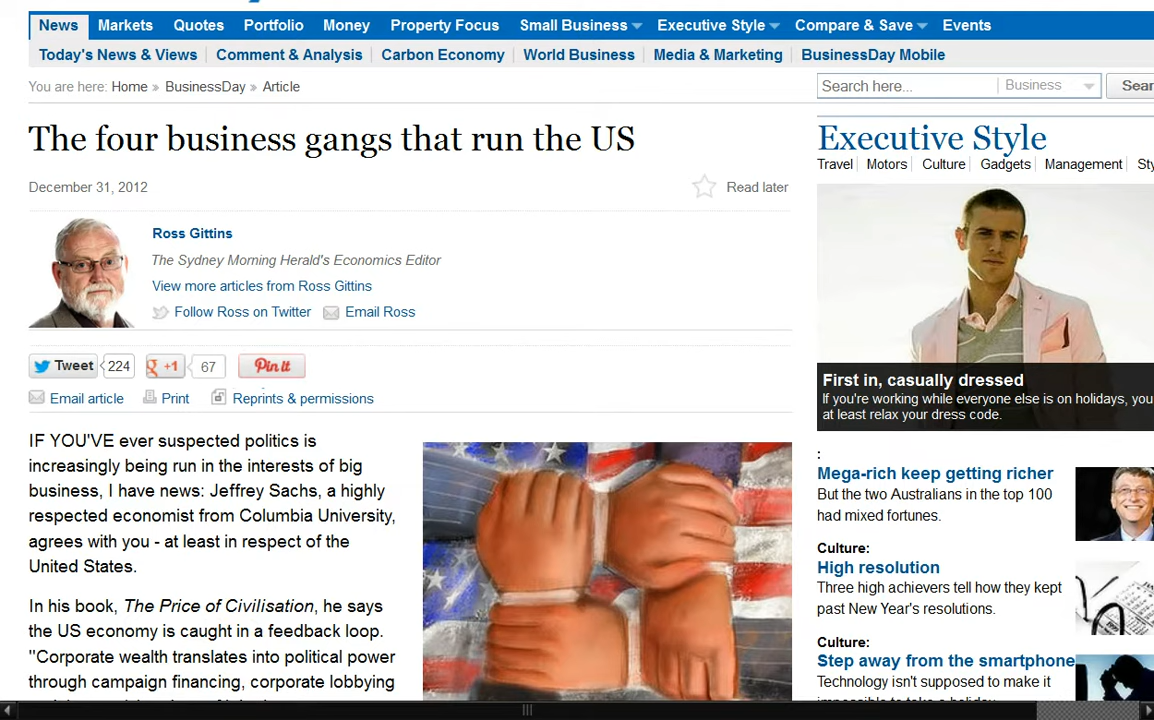 News Markets Quotes Portfolio Money Property Focus Small Business Executive Style Compare & Save Events
Today's News & Views Comment & Analysis Carbon Economy World Business Media & Marketing BusinessDay Mobile
You are here: Home » BusinessDay » Article
Search here... Business Sear
The four business gangs that run the US
December 31, 2012
Read later
Ross Gittins
The Sydney Morning Herald's Economics Editor
View more articles from Ross Gittins
Follow Ross on Twitter Email Ross
Tweet 224 +1 67 Pin it
Email article Print Reprints & permissions
IF YOU'VE ever suspected politics is
increasingly being run in the interests of big
business, I have news: Jeffrey Sachs, a highly
respected economist from Columbia University,
agrees with you - at least in respect of the
United States.
In his book, The Price of Civilisation, he says
the US economy is caught in a feedback loop.
"Corporate wealth translates into political power
through campaign financing, corporate lobbying
Executive Style
Travel Motors Culture Gadgets Management Sty
First in, casually dressed
If you're working while everyone else is on holidays, you
at least relax your dress code.
:
Mega-rich keep getting richer
But the two Australians in the top 100
had mixed fortunes.
Culture:
High resolution
Three high achievers tell how they kept
past New Year's resolutions.
Culture:
Step away from the smartphone
Technology isn't supposed to make it